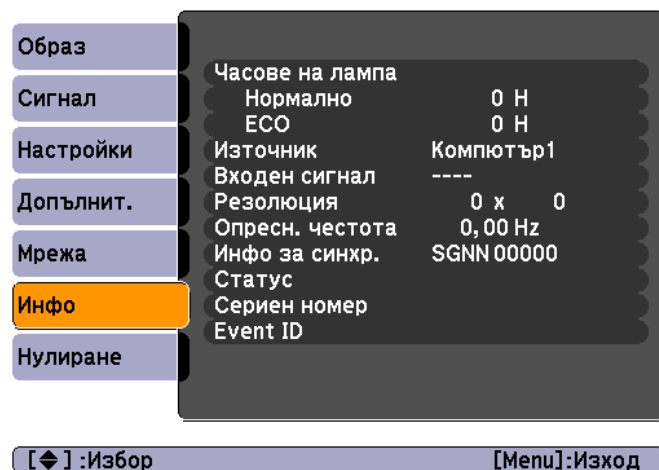 Образ
Сигнал
Настройки
Допълнит.
Мрежа
Инфо
Нулиране
Часове на лампа
Нормално 0 H
ECO 0 H
Източник Компютър1
Входен сигнал ----
Резолюция 0 x 0
Опресн. честота 0,00 Hz
Инфо за синхр. SGNN 00000
Статус
Сериен номер
Event ID
[◆] :Избор [Menu]:Изход